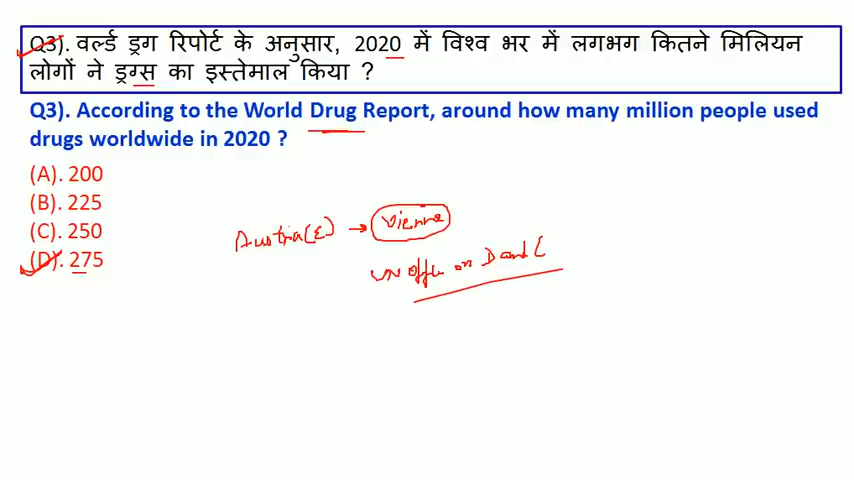 Q3). वर्ल्ड ड्रग रिपोर्ट के अनुसार, 2020 में विश्व भर में लगभग कितने मिलियन
लोगों ने ड्रग्स का इस्तेमाल किया ?
Q3). According to the World Drug Report, around how many million people used
drugs worldwide in 2020 ?
(A). 200
(B). 225
(C). 250
(D). 275
Austria(E) → Vienna
UN Office on D and C